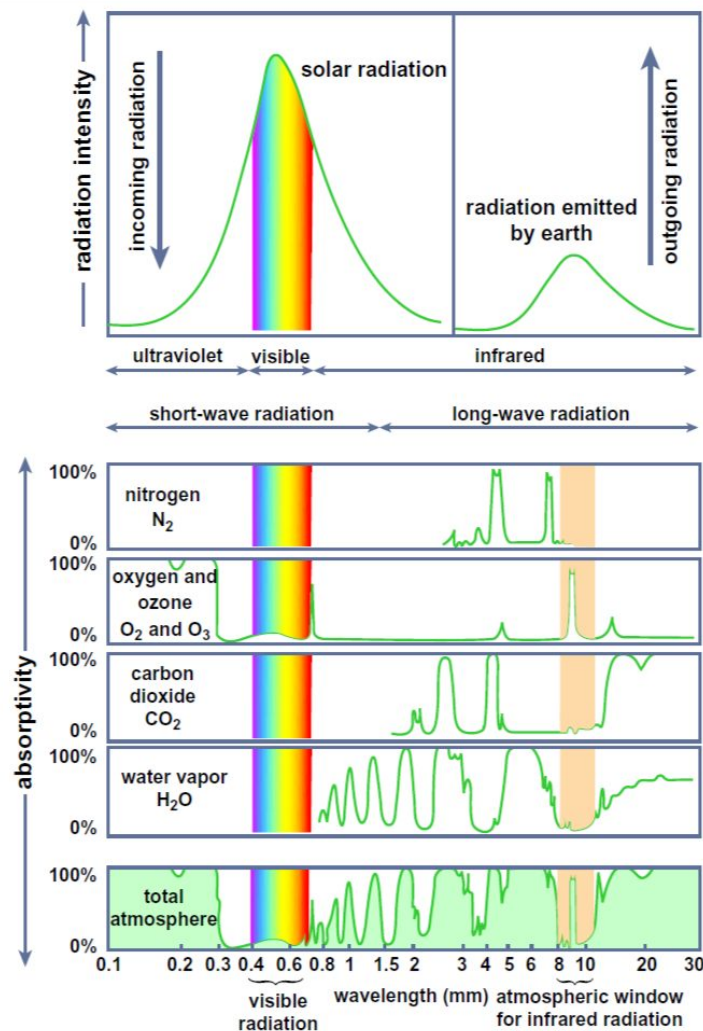 radiation intensity
incoming radiation
solar radiation
radiation emitted
by earth
outgoing radiation
ultraviolet
visible
infrared
short-wave radiation
long-wave radiation
absorptivity
100%
nitrogen
N2
0%
100%
oxygen and
ozone
O2 and O3
0%
100%
carbon
dioxide
CO2
0%
100%
water vapor
H2O
0%
100%
total
atmosphere
0%
0.1 0.2 0.3 0.4 0.6 0.8 1 1.5 2 3 4 5 6 8 10 20 30
visible
radiation
wavelength (mm)
atmospheric window
for infrared radiation